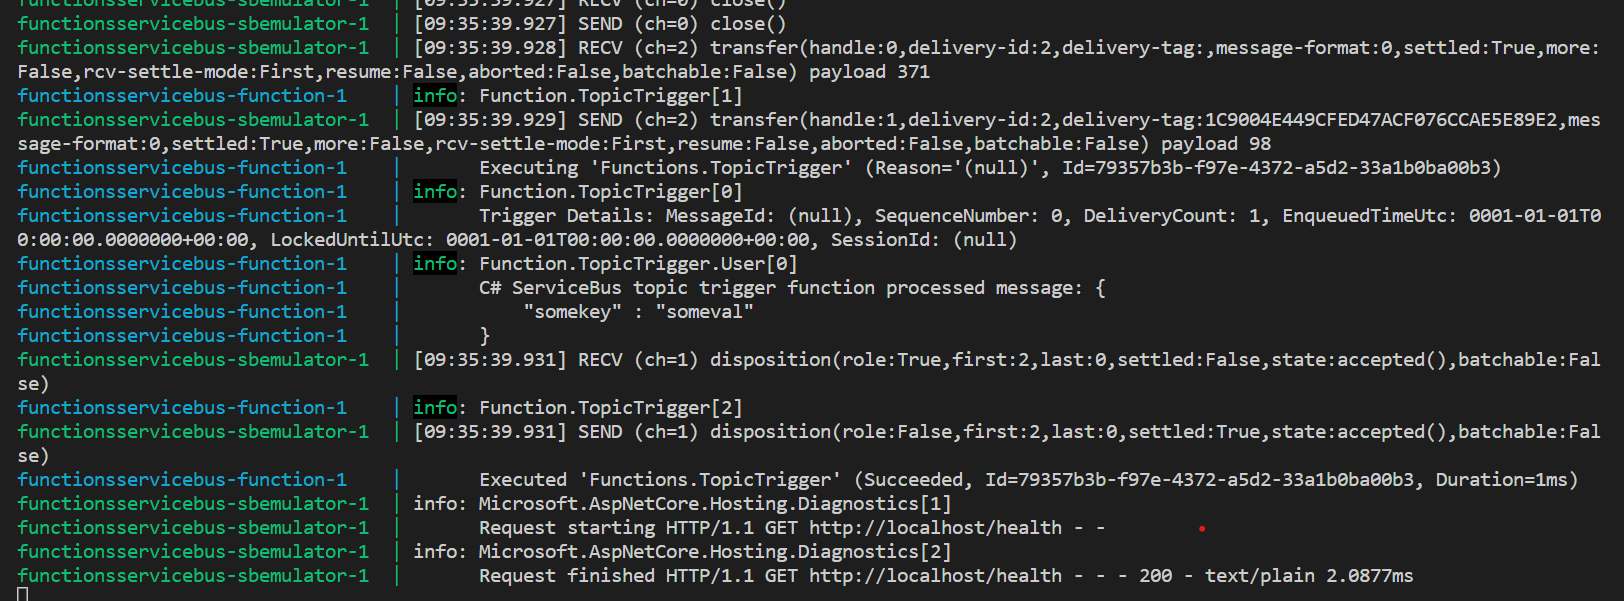 functionsservicebus-sbemulator-1  | [09:35:39.927] RECV (ch=0) close()
functionsservicebus-sbemulator-1  | [09:35:39.927] SEND (ch=0) close()
functionsservicebus-sbemulator-1  | [09:35:39.928] RECV (ch=2) transfer(handle:0,delivery-id:2,delivery-tag:,message-format:0,settled:True,more:
False,rcv-settle-mode:First,resume:False,aborted:False,batchable:False) payload 371
functionsservicebus-function-1    | info: Function.TopicTrigger[1]
functionsservicebus-sbemulator-1  | [09:35:39.929] SEND (ch=2) transfer(handle:1,delivery-id:2,delivery-tag:1C9004E449CFED47ACF076CCAE5E89E2,mes
sage-format:0,settled:True,more:False,rcv-settle-mode:First,resume:False,aborted:False,batchable:False) payload 98
functionsservicebus-function-1    |       Executing 'Functions.TopicTrigger' (Reason='(null)', Id=79357b3b-f97e-4372-a5d2-33a1b0ba00b3)
functionsservicebus-function-1    | info: Function.TopicTrigger[0]
functionsservicebus-function-1    |       Trigger Details: MessageId: (null), SequenceNumber: 0, DeliveryCount: 1, EnqueuedTimeUtc: 0001-01-01T0
0:00:00.0000000+00:00, LockedUntilUtc: 0001-01-01T00:00:00.0000000+00:00, SessionId: (null)
functionsservicebus-function-1    | info: Function.TopicTrigger.User[0]
functionsservicebus-function-1    |       C# ServiceBus topic trigger function processed message: {
functionsservicebus-function-1    |           "somekey" : "someval"
functionsservicebus-function-1    |       }
functionsservicebus-sbemulator-1  | [09:35:39.931] RECV (ch=1) disposition(role:True,first:2,last:0,settled:False,state:accepted(),batchable:Fal
se)
functionsservicebus-function-1    | info: Function.TopicTrigger[2]
functionsservicebus-sbemulator-1  | [09:35:39.931] SEND (ch=1) disposition(role:False,first:2,last:0,settled:True,state:accepted(),batchable:Fal
se)
functionsservicebus-function-1    |       Executed 'Functions.TopicTrigger' (Succeeded, Id=79357b3b-f97e-4372-a5d2-33a1b0ba00b3, Duration=1ms)
functionsservicebus-sbemulator-1  | info: Microsoft.AspNetCore.Hosting.Diagnostics[1]
functionsservicebus-sbemulator-1  |       Request starting HTTP/1.1 GET http://localhost/health - -
functionsservicebus-sbemulator-1  | info: Microsoft.AspNetCore.Hosting.Diagnostics[2]
functionsservicebus-sbemulator-1  |       Request finished HTTP/1.1 GET http://localhost/health - - - 200 - text/plain 2.0877ms